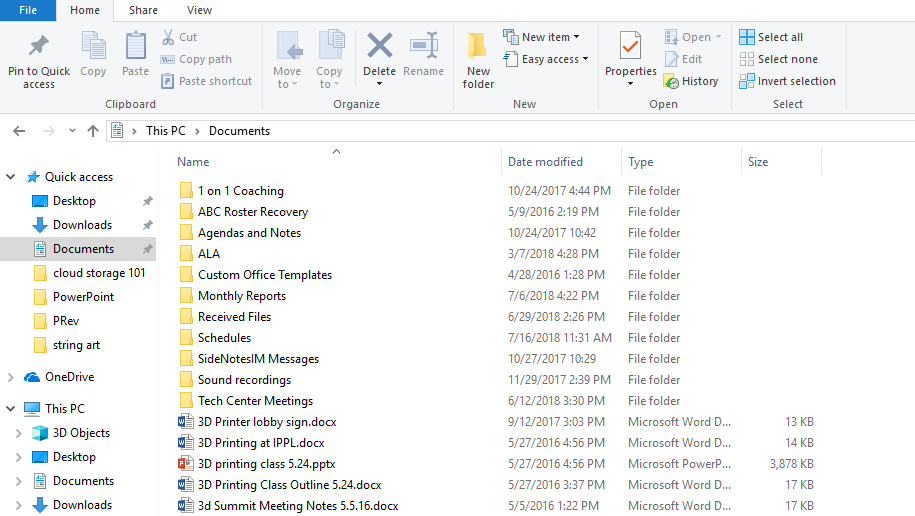 File Home Share View
Pin to Quick access
Copy
Paste
Cut
Copy path
Paste shortcut
Clipboard
Move to
Copy to
Delete
Rename
Organize
New folder
New item
Easy access
New
Properties
Open
Edit
History
Open
Select all
Select none
Invert selection
Select
This PC > Documents
Quick access
Desktop
Downloads
Documents
cloud storage 101
PowerPoint
PRev
string art
OneDrive
This PC
3D Objects
Desktop
Documents
Downloads
Name Date modified Type Size
1 on 1 Coaching 10/24/2017 4:44 PM File folder
ABC Roster Recovery 5/9/2016 2:19 PM File folder
Agendas and Notes 10/24/2017 10:42 File folder
ALA 3/7/2018 4:28 PM File folder
Custom Office Templates 4/28/2016 1:28 PM File folder
Monthly Reports 7/6/2018 4:22 PM File folder
Received Files 6/29/2018 2:26 PM File folder
Schedules 7/16/2018 11:31 AM File folder
SideNotesIM Messages 10/27/2017 10:29 File folder
Sound recordings 11/29/2017 2:39 PM File folder
Tech Center Meetings 6/12/2018 3:30 PM File folder
3D Printer lobby sign.docx 9/12/2017 3:03 PM Microsoft Word D... 13 KB
3D Printing at IPPL.docx 5/27/2016 4:56 PM Microsoft Word D... 14 KB
3D printing class 5.24.pptx 5/27/2016 4:56 PM Microsoft PowerP... 3,878 KB
3D Printing Class Outline 5.24.docx 5/27/2016 3:37 PM Microsoft Word D... 17 KB
3d Summit Meeting Notes 5.5.16.docx 5/5/2016 1:22 PM Microsoft Word D... 17 KB